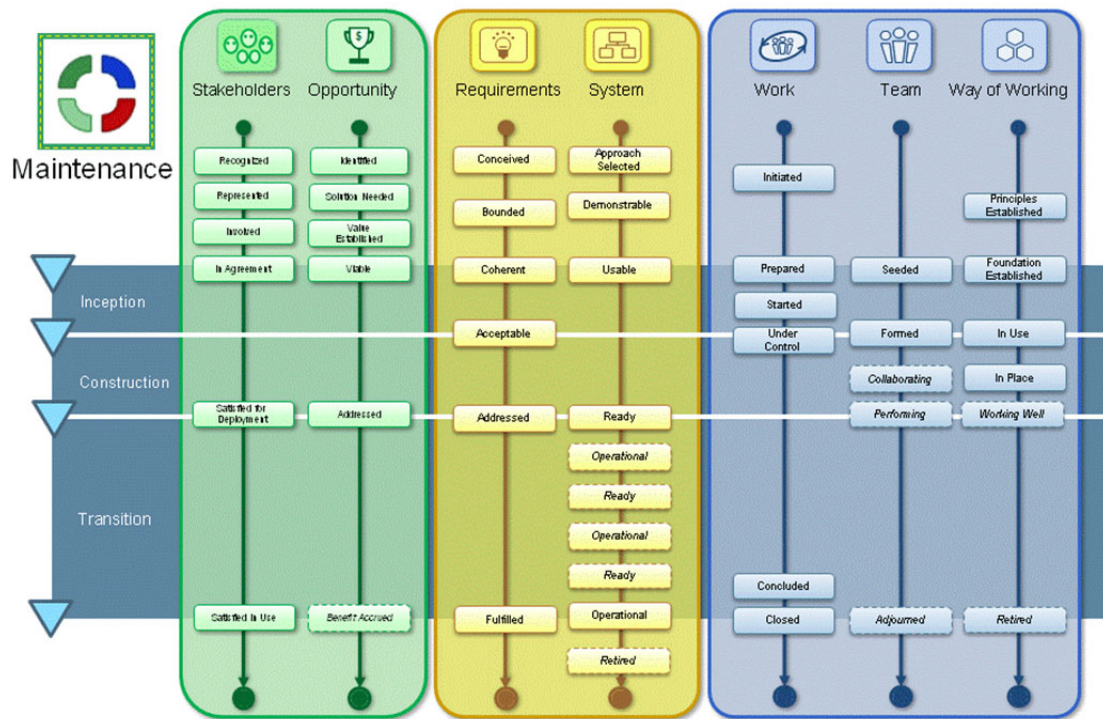 Maintenance
Stakeholders
Opportunity
Requirements
System
Work
Team
Way of Working
Recognized
Represented
Involved
In Agreement
Satisfied for
Deployment
Satisfied In Use
Identified
Solution Needed
Value
Established
Viable
Addressed
Benefit Accrued
Conceived
Bounded
Coherent
Acceptable
Addressed
Fulfilled
Approach
Selected
Demonstrable
Usable
Ready
Operational
Ready
Operational
Ready
Operational
Retired
Initiated
Prepared
Started
Under
Control
Concluded
Closed
Seeded
Formed
Collaborating
Performing
Adjourned
Principles
Established
Foundation
Established
In Use
In Place
Working Well
Retired
Inception
Construction
Transition
$